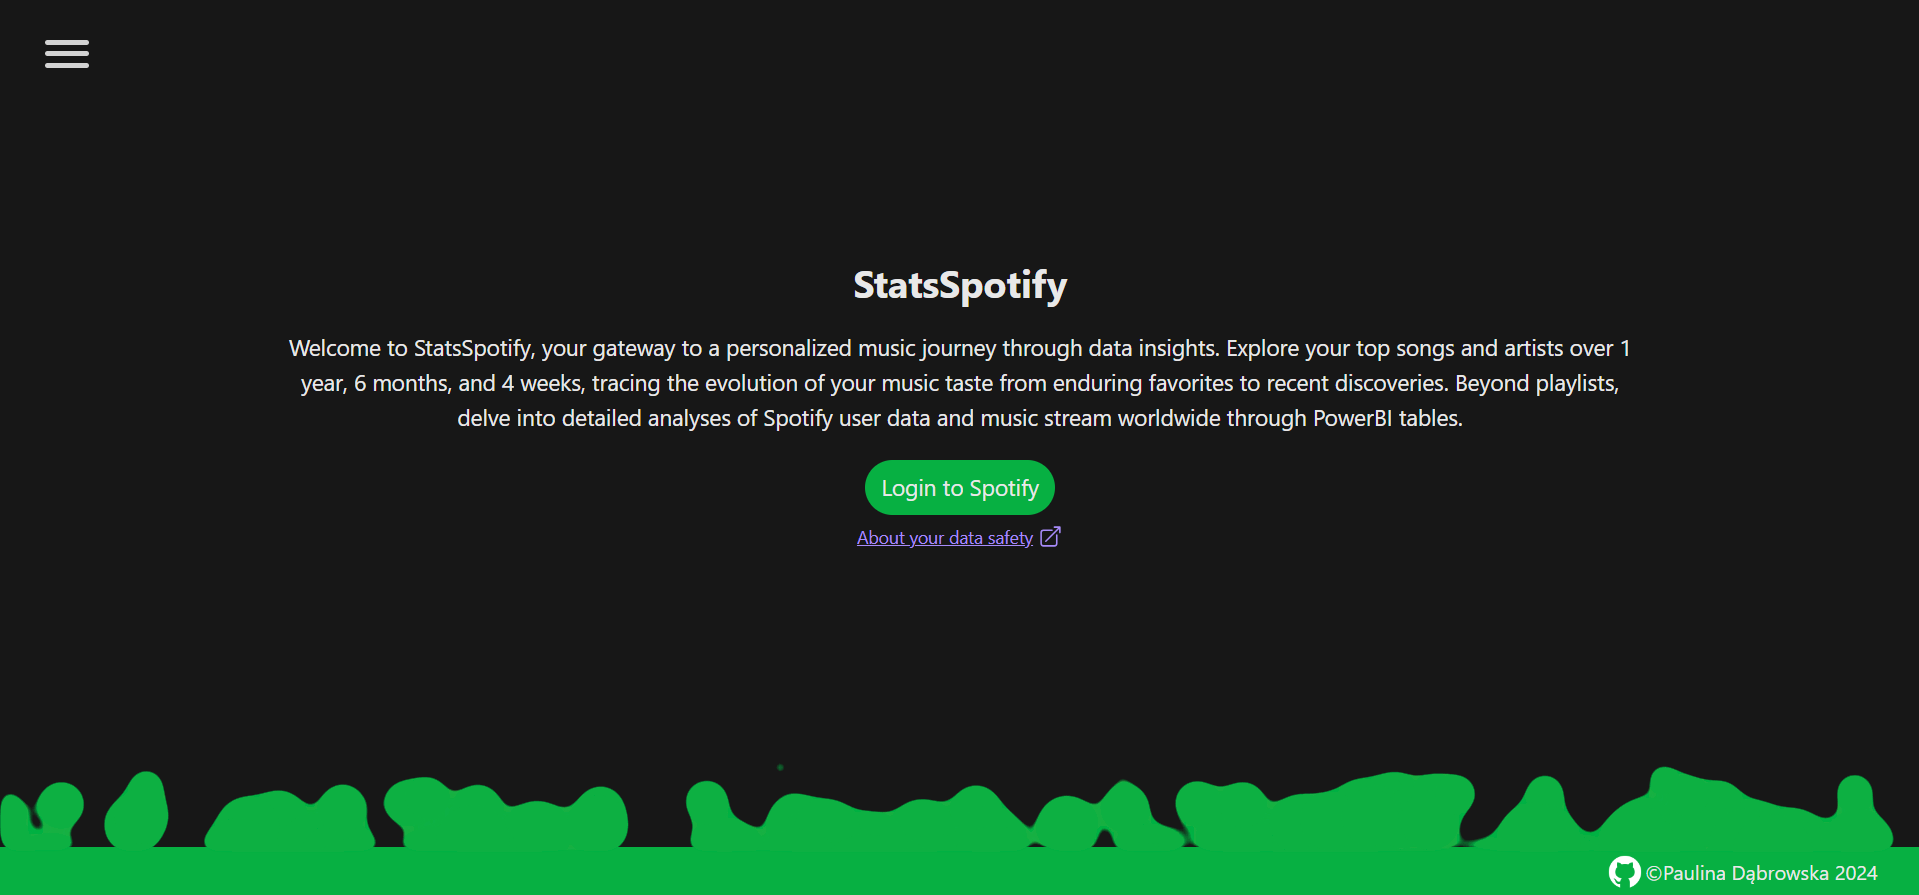 StatsSpotify
Welcome to StatsSpotify, your gateway to a personalized music journey through data insights. Explore your top songs and artists over 1
year, 6 months, and 4 weeks, tracing the evolution of your music taste from enduring favorites to recent discoveries. Beyond playlists,
delve into detailed analyses of Spotify user data and music stream worldwide through PowerBI tables.
Login to Spotify
About your data safety
©Paulina Dąbrowska 2024